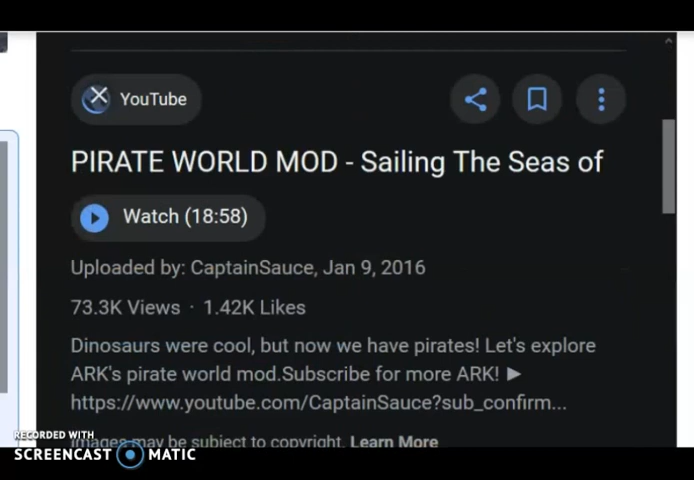 YouTube
PIRATE WORLD MOD - Sailing The Seas of
Watch (18:58)
Uploaded by: CaptainSauce, Jan 9, 2016
73.3K Views · 1.42K Likes
Dinosaurs were cool, but now we have pirates! Let's explore
ARK's pirate world mod.Subscribe for more ARK! ►
https://www.youtube.com/CaptainSauce?sub_confirm...
Images may be subject to copyright. Learn More
RECORDED WITH
SCREENCAST MATIC